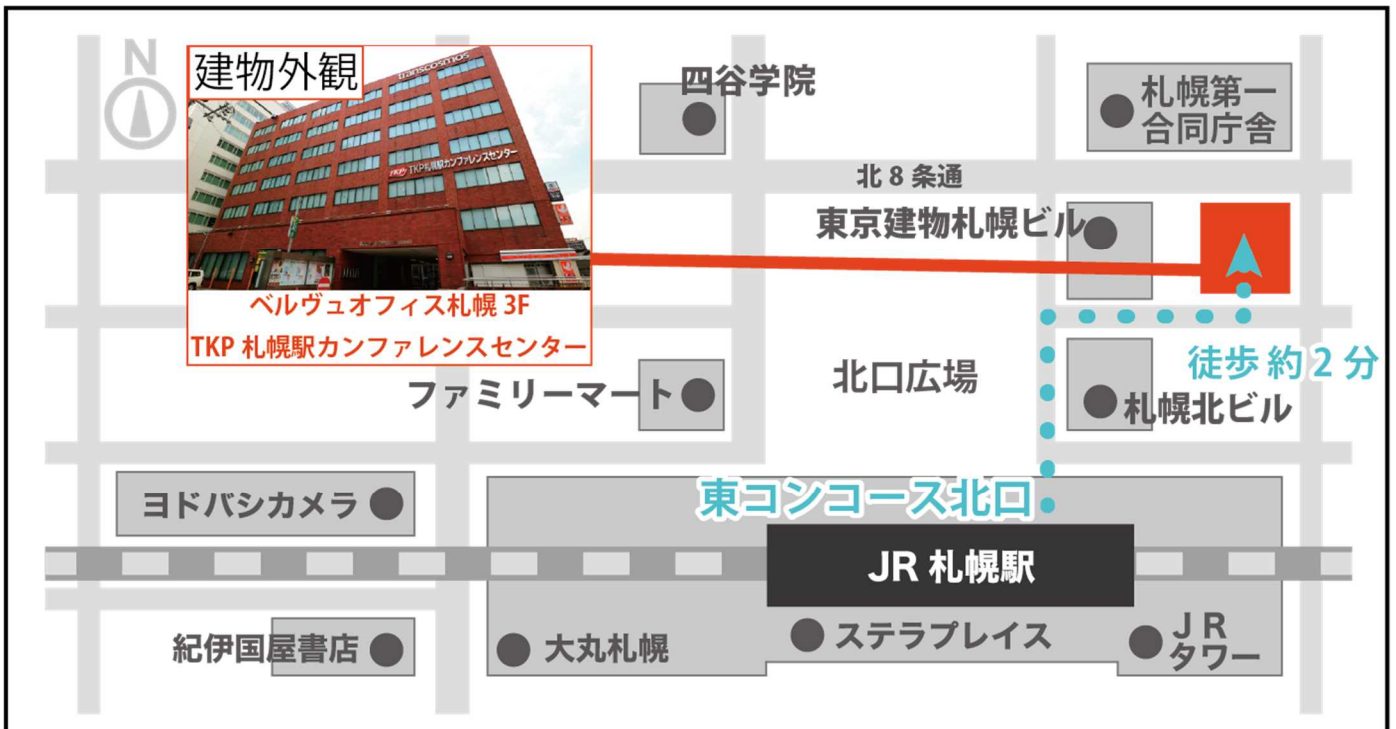 N
建物外観
transcosmos
TKP TKP札幌駅カンファレンスセンター
ベルヴュオフィス札幌 3F
TKP 札幌駅カンファレンスセンター
四谷学院
札幌第一
合同庁舎
北8条通
東京建物札幌ビル
徒歩約2分
北口広場
ファミリーマート
札幌北ビル
ヨドバシカメラ
東コンコース北口
JR 札幌駅
紀伊国屋書店
大丸札幌
ステラプレイス
JR
タワー